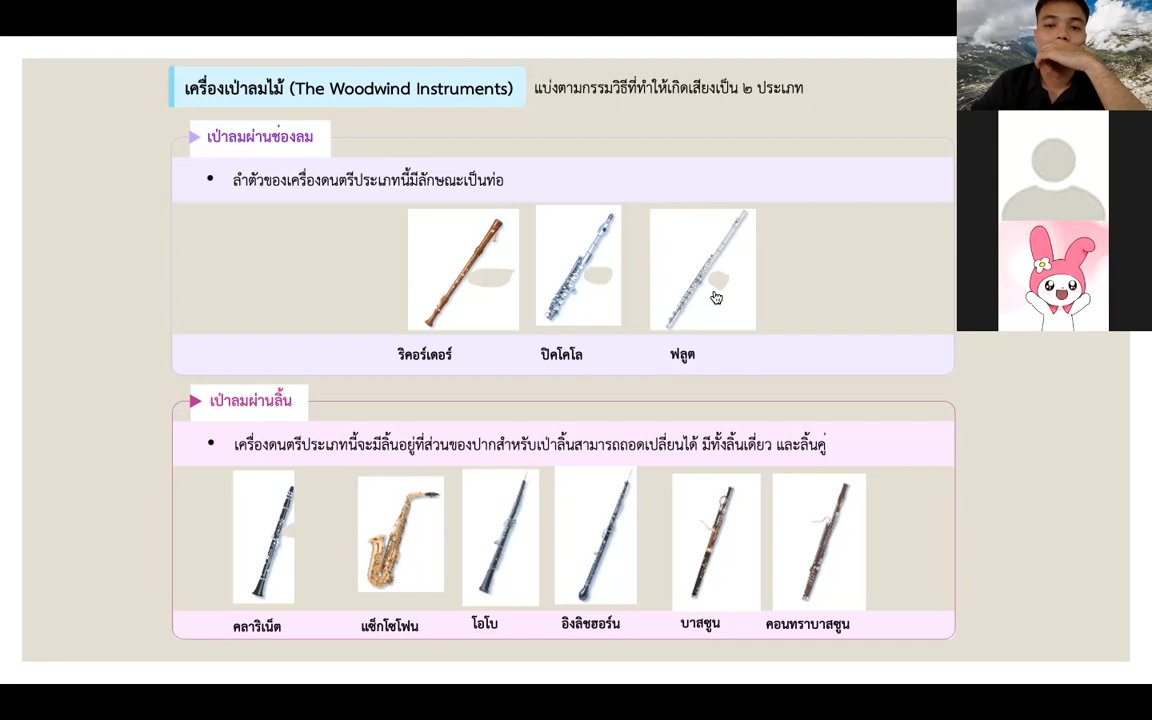 เครื่องเป่าลมไม้ (The Woodwind Instruments) แบ่งตามกรรมวิธีที่ทำให้เกิดเสียงเป็น ๒ ประเภท
เป่าลมผ่านช่องลม
• ลำตัวของเครื่องดนตรีประเภทนี้มีลักษณะเป็นท่อ
ริคอร์เดอร์ ปิคโคโล ฟลูต
เป่าลมผ่านลิ้น
• เครื่องดนตรีประเภทนี้จะมีลิ้นอยู่ที่ส่วนของปากสำหรับเป่าลิ้นสามารถถอดเปลี่ยนได้ มีทั้งลิ้นเดี่ยว และลิ้นคู่
คลาริเน็ต แซ็กโซโฟน โอโบ อิงลิชฮอร์น บาสซูน คอนทราบาสซูน